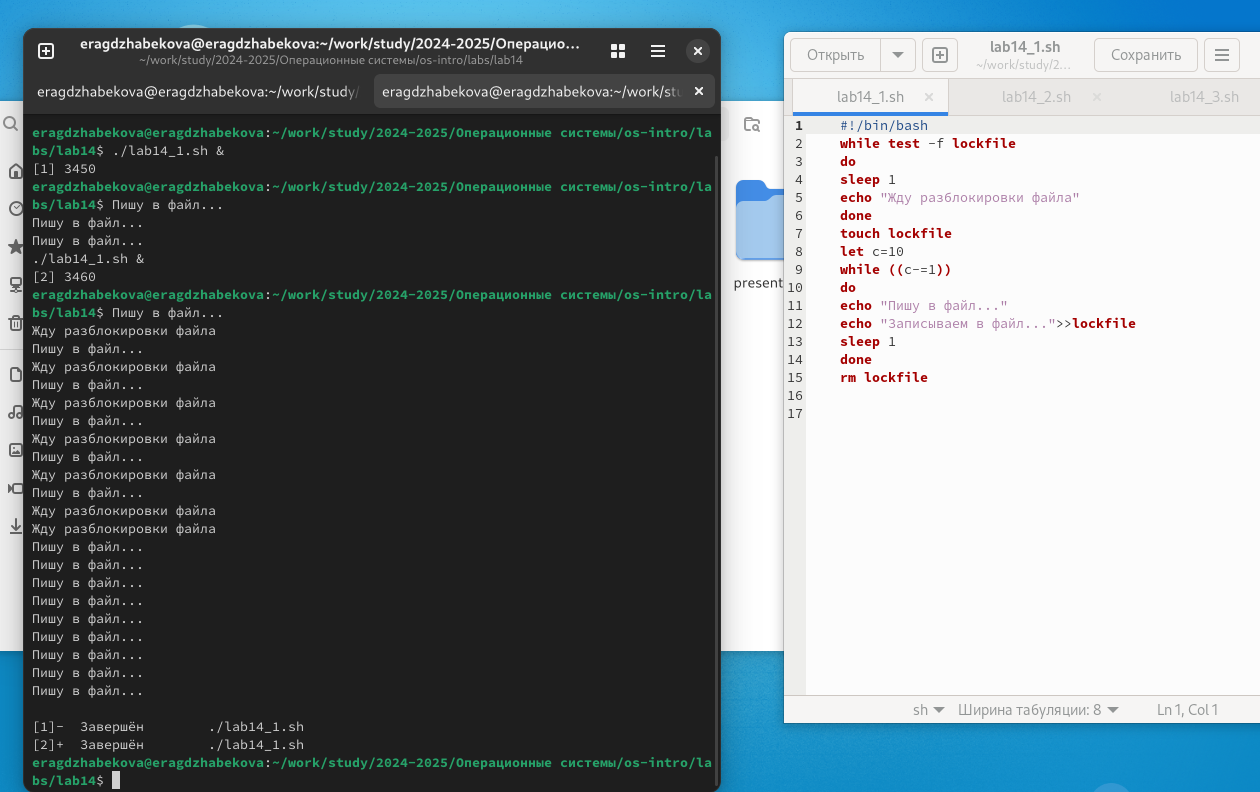 eragdzhabekova@eragdzhabekova:~/work/study/2024-2025/Операцио...
~/work/study/2024-2025/Операционные системы/os-intro/labs/lab14
eragdzhabekova@eragdzhabekova:~/work/study/
eragdzhabekova@eragdzhabekova:~/work/stu
eragdzhabekova@eragdzhabekova:~/work/study/2024-2025/Операционные системы/os-intro/la
bs/lab14$ ./lab14_1.sh &
[1] 3450
eragdzhabekova@eragdzhabekova:~/work/study/2024-2025/Операционные системы/os-intro/la
bs/lab14$ Пишу в файл...
Пишу в файл...
Пишу в файл...
./lab14_1.sh &
[2] 3460
eragdzhabekova@eragdzhabekova:~/work/study/2024-2025/Операционные системы/os-intro/la
bs/lab14$ Пишу в файл...
Жду разблокировки файла
Пишу в файл...
Жду разблокировки файла
Пишу в файл...
Жду разблокировки файла
Пишу в файл...
Жду разблокировки файла
Пишу в файл...
Жду разблокировки файла
Пишу в файл...
Жду разблокировки файла
Жду разблокировки файла
Пишу в файл...
Пишу в файл...
Пишу в файл...
Пишу в файл...
Пишу в файл...
Пишу в файл...
Пишу в файл...
Пишу в файл...
Пишу в файл...
[1]-  Завершён        ./lab14_1.sh
[2]+  Завершён        ./lab14_1.sh
eragdzhabekova@eragdzhabekova:~/work/study/2024-2025/Операционные системы/os-intro/la
bs/lab14$
present
Открыть
lab14_1.sh
~/work/study/2...
Сохранить
lab14_1.sh
lab14_2.sh
lab14_3.sh
1 #!/bin/bash
2 while test -f lockfile
3 do
4 sleep 1
5 echo "Жду разблокировки файла"
6 done
7 touch lockfile
8 let c=10
9 while ((c-=1))
10 do
11 echo "Пишу в файл..."
12 echo "Записываем в файл...">>lockfile
13 sleep 1
14 done
15 rm lockfile
16
17
sh
Ширина табуляции: 8
Ln 1, Col 1